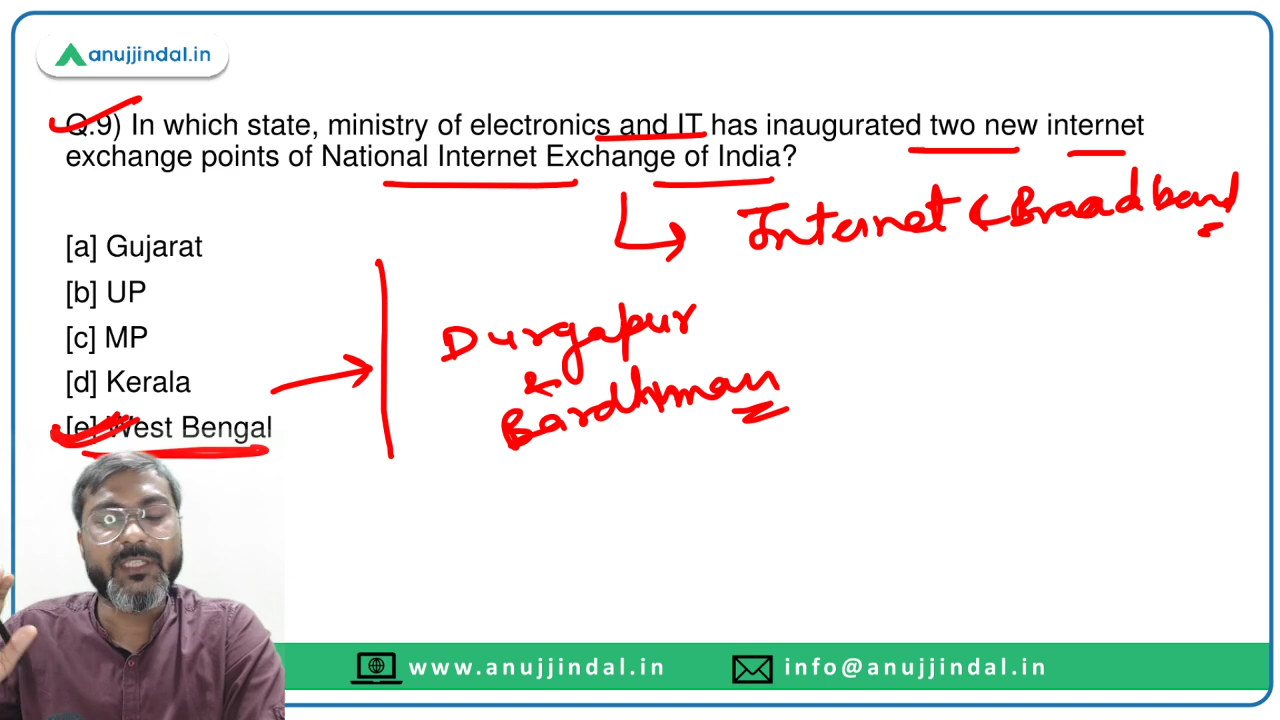 anujjindal.in
Q.9) In which state, ministry of electronics and IT has inaugurated two new internet
exchange points of National Internet Exchange of India?
Internet & Broadband
[a] Gujarat
[b] UP
[c] MP
[d] Kerala
[e] West Bengal
Durgapur
&
Bardhman
www.anujjindal.in
info@anujjindal.in